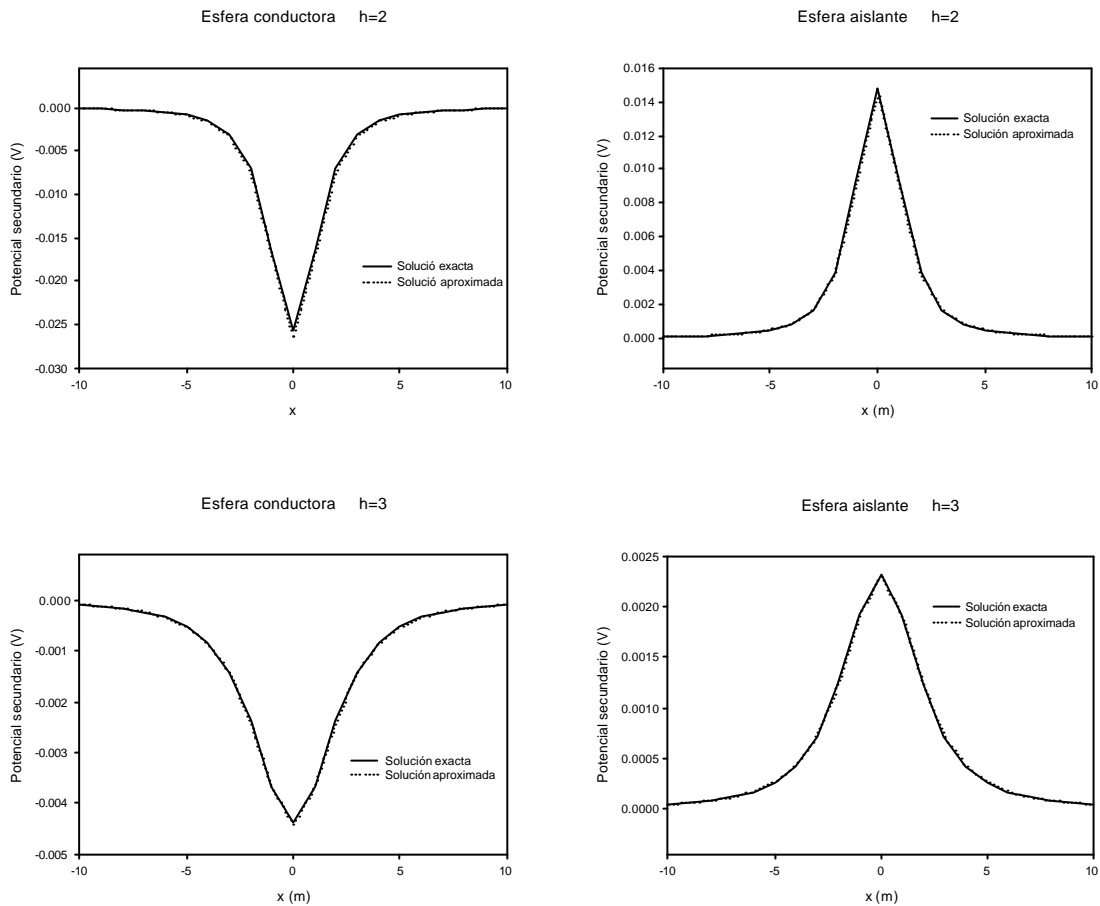 Esfera conductora h=2
0.000
-0.005
-0.010
-0.015
-0.020
-0.025
-0.030
Potencial secundario (V)
Solució exacta
Solució aproximada
-10 -5 0 5 10
x
Esfera aislante h=2
0.016
0.014
0.012
0.010
0.008
0.006
0.004
0.002
0.000
Potencial secundario (V)
Solución exacta
Solución aproximada
-10 -5 0 5 10
x (m)
Esfera conductora h=3
0.000
-0.001
-0.002
-0.003
-0.004
-0.005
Potencial secundario (V)
Solución exacta
Solución aproximada
-10 -5 0 5 10
x (m)
Esfera aislante h=3
0.0025
0.0020
0.0015
0.0010
0.0005
0.0000
Potencial secundario (V)
Solución exacta
Solución aproximada
-10 -5 0 5 10
x (m)